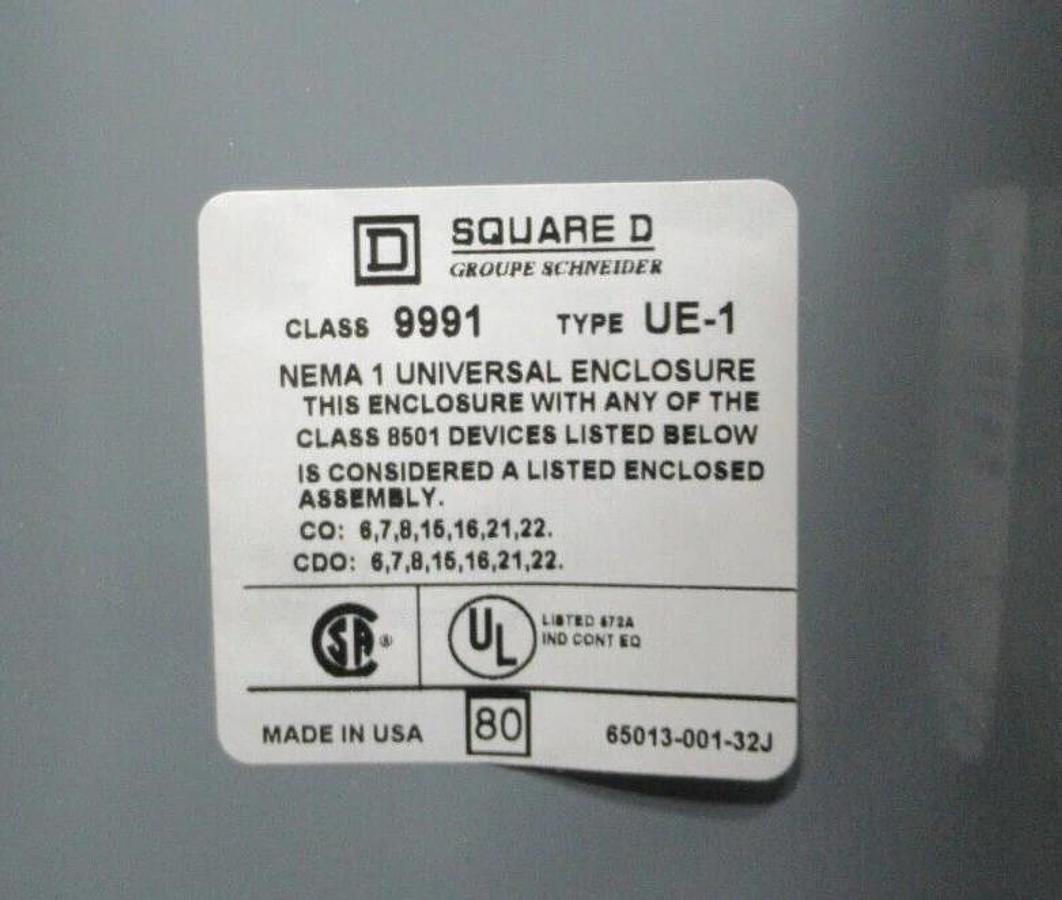 D SQUARE D
GROUPE SCHNEIDER
CLASS 9991 TYPE UE-1
NEMA 1 UNIVERSAL ENCLOSURE
THIS ENCLOSURE WITH ANY OF THE
CLASS 8501 DEVICES LISTED BELOW
IS CONSIDERED A LISTED ENCLOSED
ASSEMBLY.
CO: 6,7,8,15,16,21,22.
CDO: 6,7,8,15,16,21,22.
SA ® UL LISTED 672A
IND CONT EQ
MADE IN USA 80 65013-001-32J